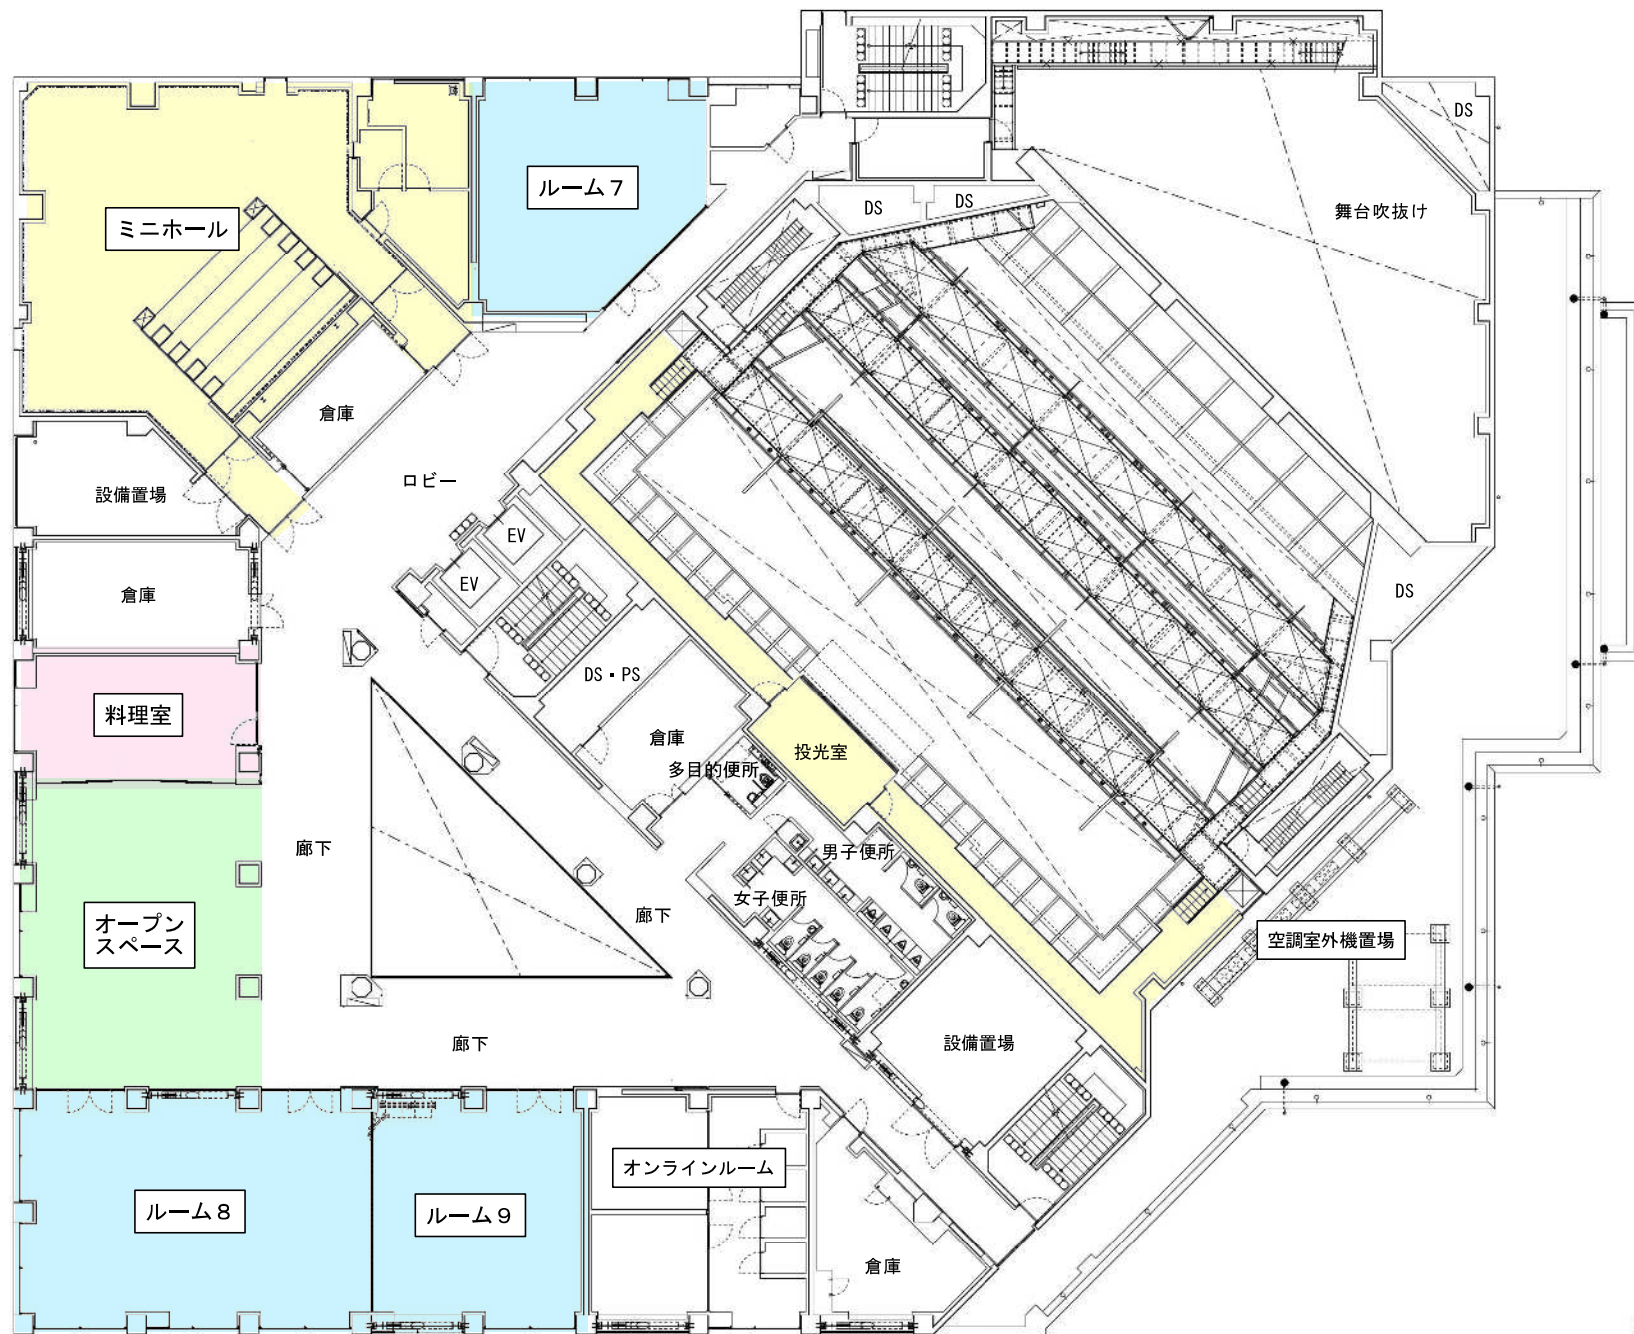 DS
ルーム７
DS
DS
舞台吹抜け
ミニホール
倉庫
ロビー
設備置場
EV
EV
倉庫
DS
DS・PS
料理室
倉庫
投光室
多目的便所
廊下
男子便所
女子便所
オープン
スペース
廊下
空調室外機置場
廊下
設備置場
オンラインルーム
ルーム８
ルーム９
倉庫